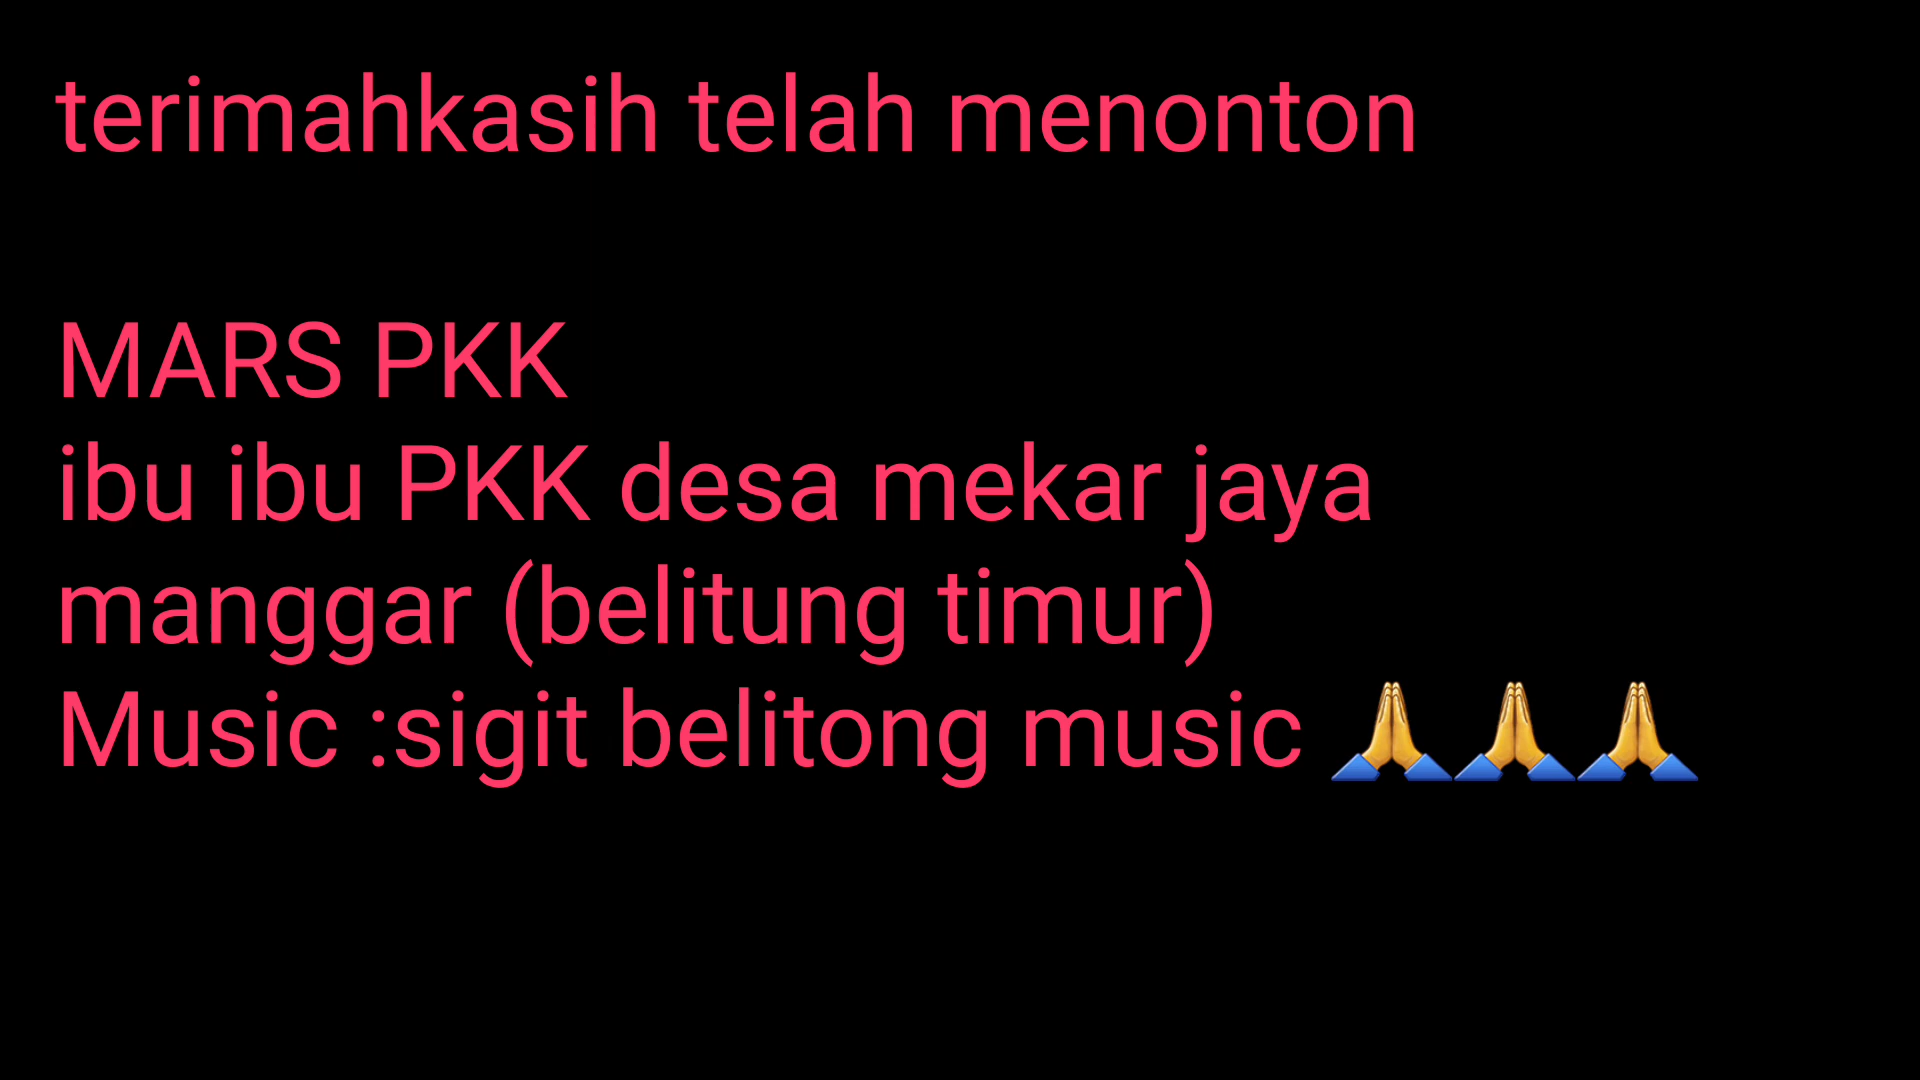 terimahkasih telah menonton
MARS PKK
ibu ibu PKK desa mekar jaya
manggar (belitung timur)
Music :sigit belitong music 🙏🙏🙏